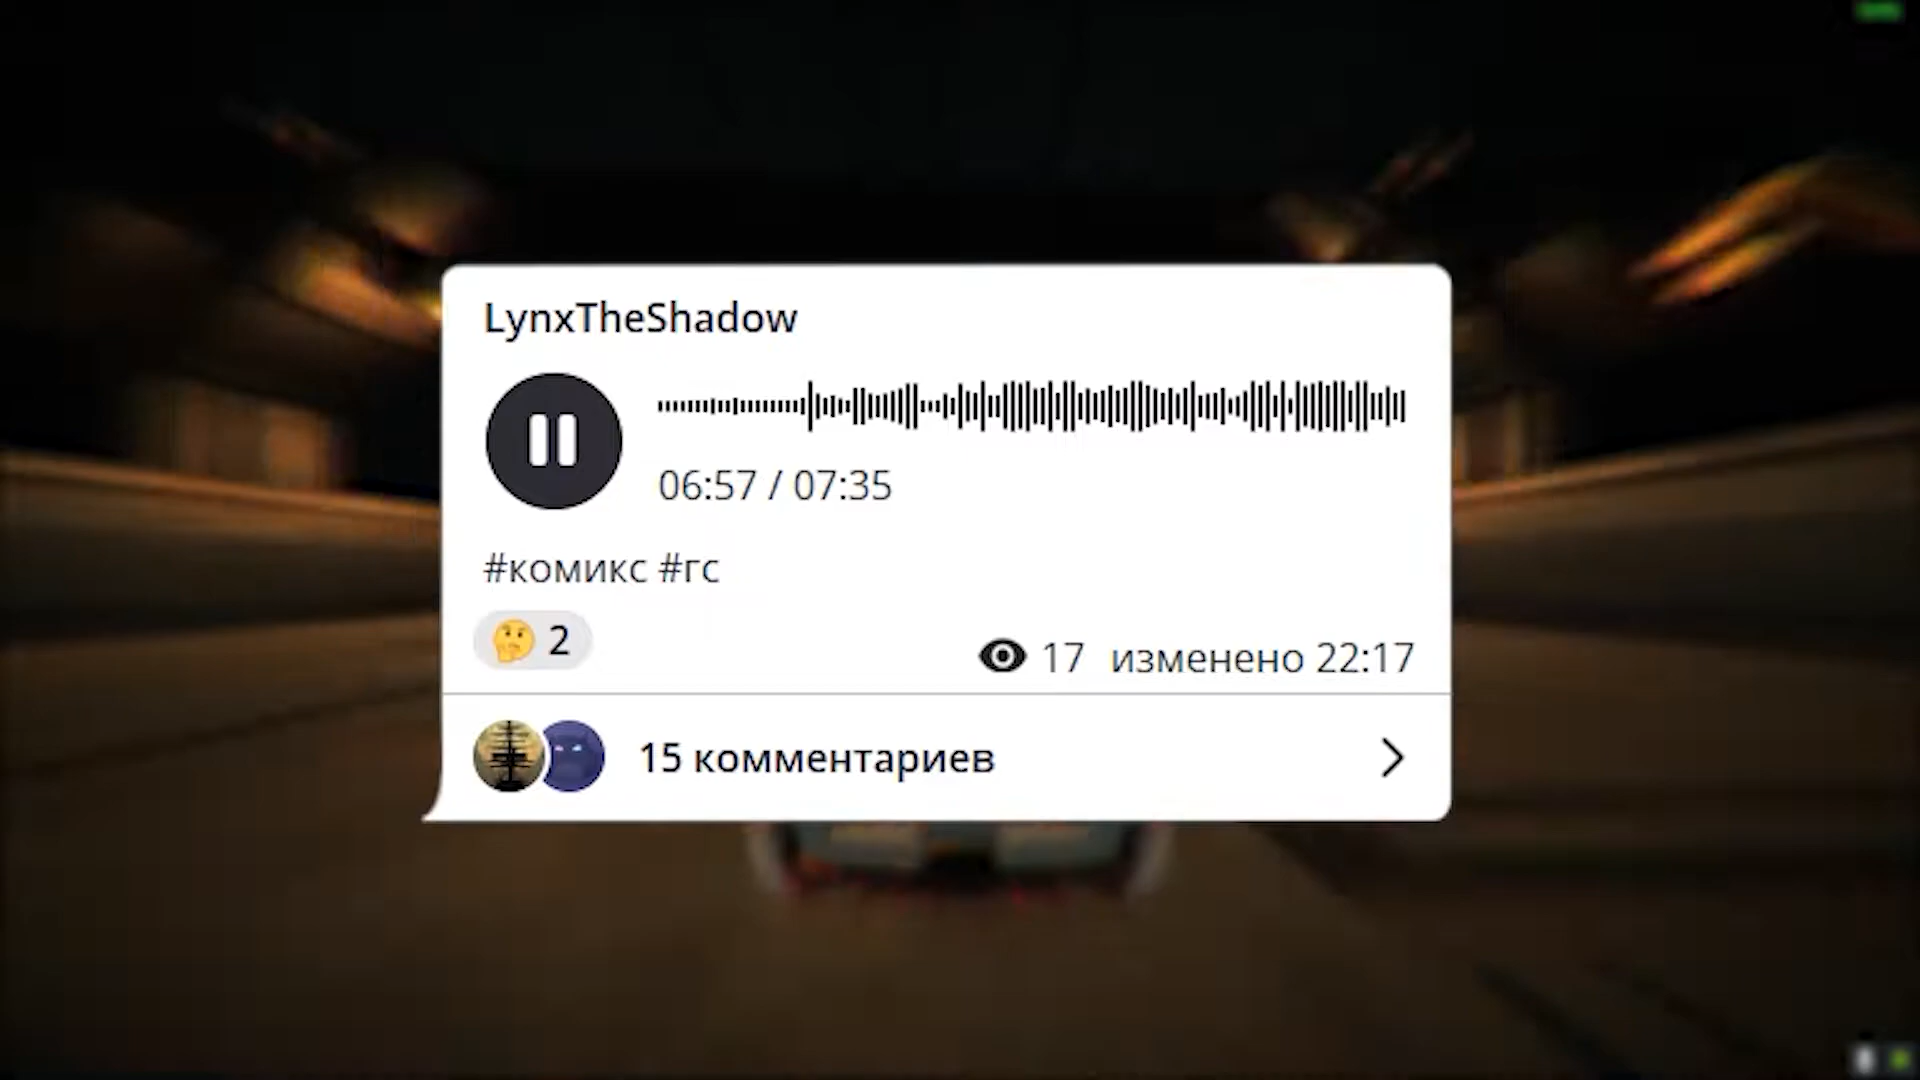 LynxTheShadow
06:57 / 07:35
#комикс #гс
2
17 изменено 22:17
15 комментариев